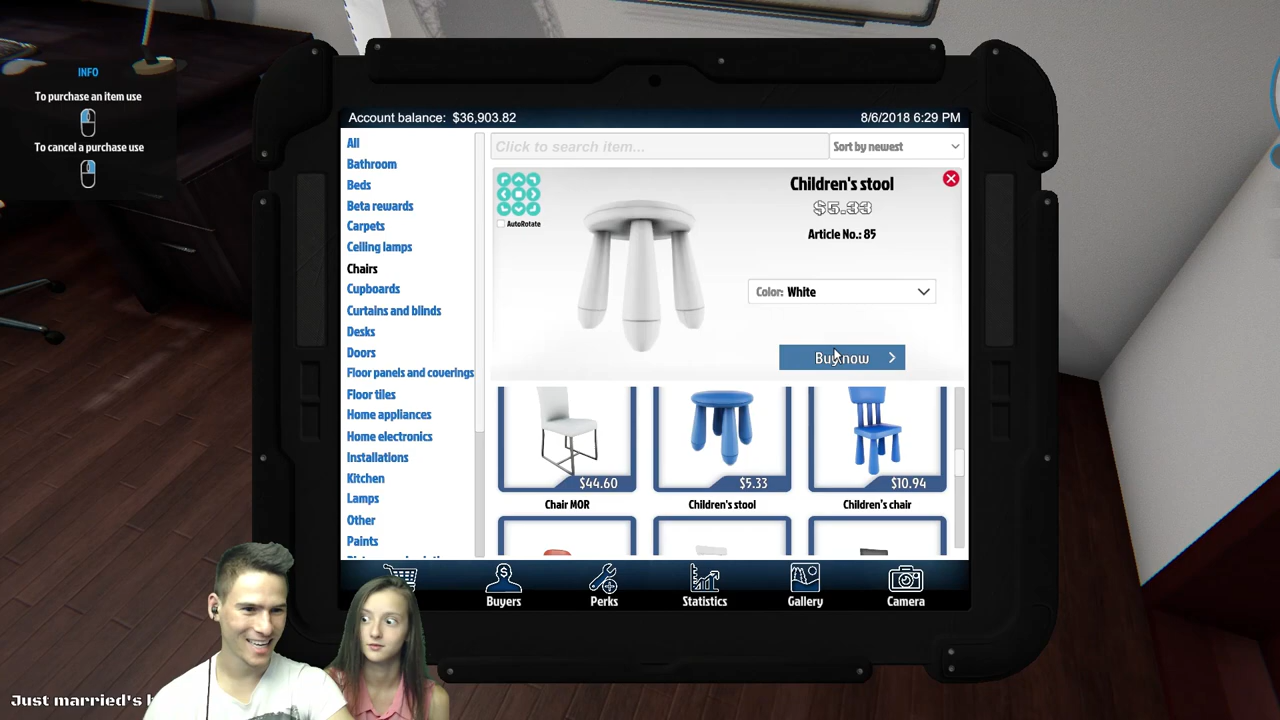 INFO
To purchase an item use
To cancel a purchase use
Account balance: $36,903.82
8/6/2018 6:29 PM
All
Bathroom
Beds
Beta rewards
Carpets
Ceiling lamps
Chairs
Cupboards
Curtains and blinds
Desks
Doors
Floor panels and coverings
Floor tiles
Home appliances
Home electronics
Installations
Kitchen
Lamps
Other
Paints
Click to search item...
Sort by newest
AutoRotate
Children's stool
$5.33
Article No.: 85
Color: White
Buy now
$44.60
$5.33
$10.94
Chair MOR
Children's stool
Children's chair
Buyers
Perks
Statistics
Gallery
Camera
Just married's